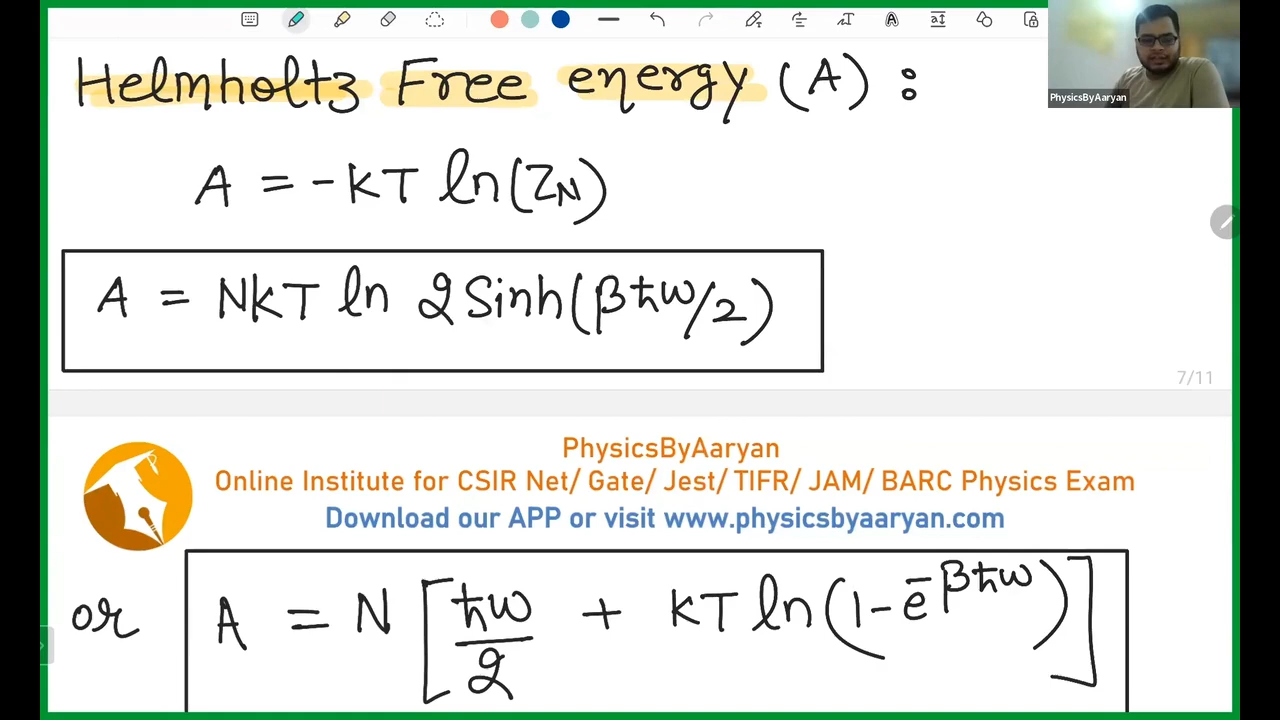 PhysicsByAaryan
Helmholtz Free energy (A) :
A = -KT ln(ZN)
A = NKT ln 2 Sinh(βħω/2)
7/11
PhysicsByAaryan
Online Institute for CSIR Net/ Gate/ Jest/ TIFR/ JAM/ BARC Physics Exam
Download our APP or visit www.physicsbyaaryan.com
or A = N [ħω/2 + KT ln(1-e^-βħω)]